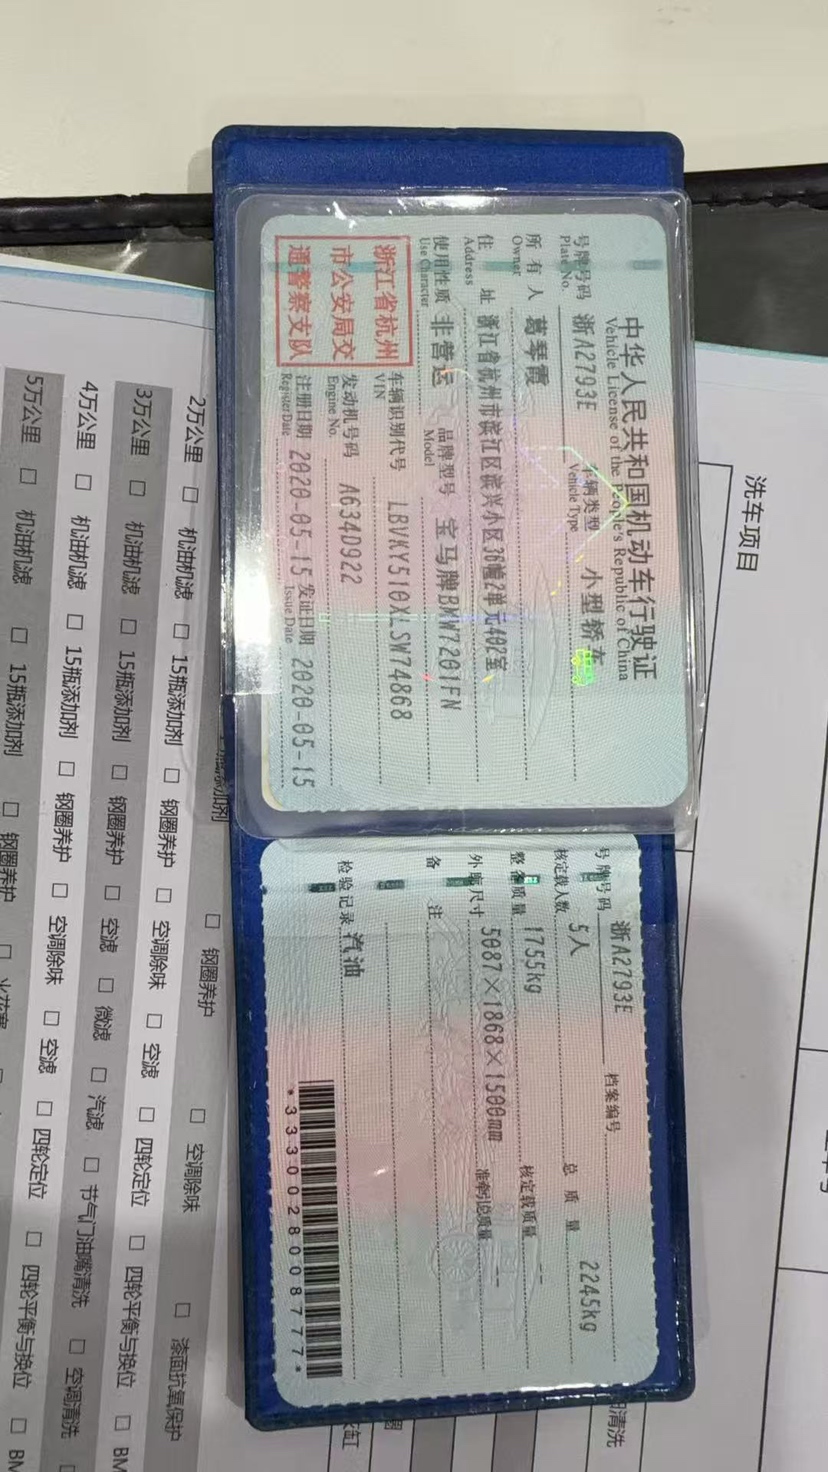 中华人民共和国机动车行驶证
Vehicle License of the People's Republic of China
号牌号码 浙A2793E 车辆类型 小型轿车
Plate No. Vehicle Type
所有人 葛琴霞
Owner
住址 浙江省杭州市滨江区滨兴小区38幢2单元402室
Address
使用性质 非营运 品牌型号 宝马牌BMW7201FN
Use Character Model
浙江省杭州
市公安局交
通警察支队
车辆识别代号 LBVKY510XLSW74868
VIN
发动机号码 A634D922
Engine No.
注册日期 2020-05-15 发证日期 2020-05-15
Register Date Issue Date
号牌号码 浙A2793E 档案编号
核定载人数 5人 总质量 2245kg
整备质量 1755kg 核定载质量 --
外廓尺寸 5087×1868×1500mm 准牵引总质量 --
备注
检验记录 汽油
*3330028008777*
洗车项目
钢圈养护 空调除味 漆面抗氧保护
2万公里 机油机滤 15瓶添加剂 钢圈养护 空调除味 空滤 四轮定位 四轮平衡与换位 BM
3万公里 机油机滤 15瓶添加剂 钢圈养护 空滤 微滤 汽滤 节气门油嘴清洗 空调清洗
4万公里 机油机滤 15瓶添加剂 钢圈养护 空调除味 空滤 四轮定位 四轮平衡与换位 BM
5万公里 机油机滤 15瓶添加剂 钢圈养护